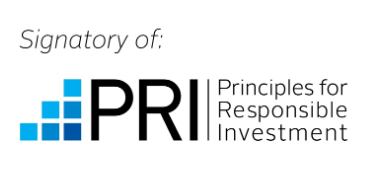 Signatory of:
PRI
Principles for
Responsible
Investment